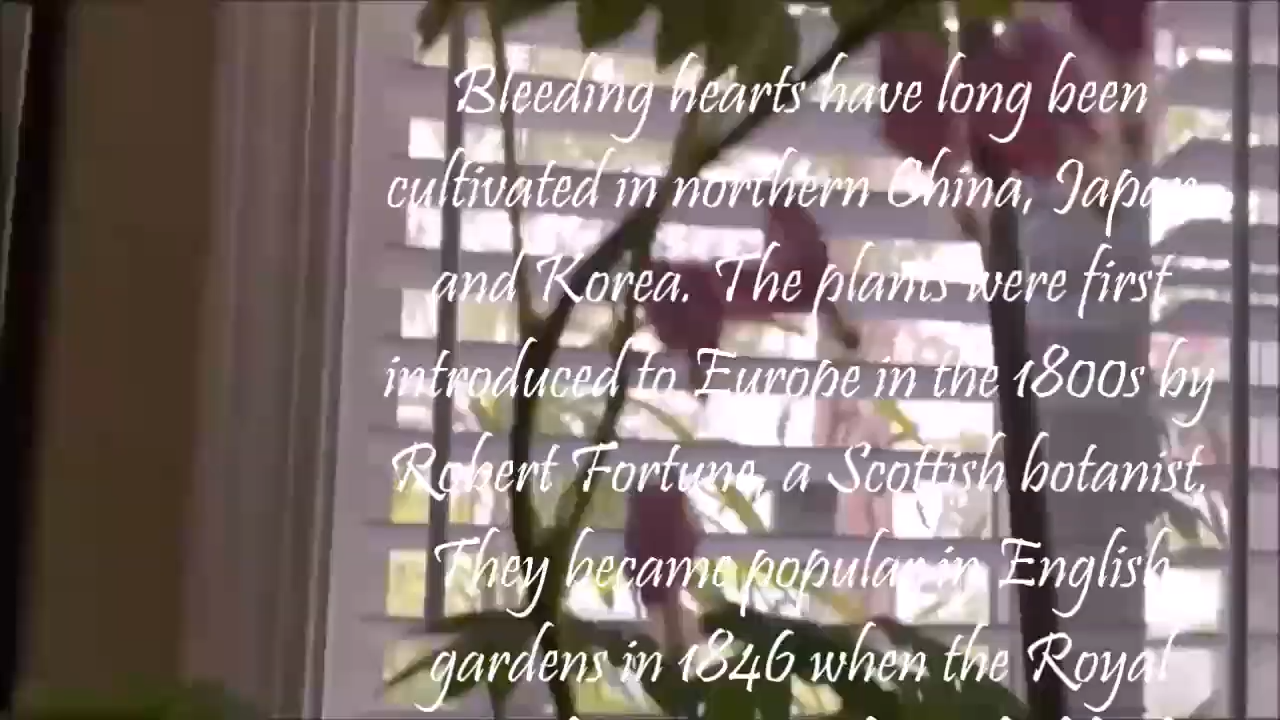 Bleeding hearts have long been
cultivated in northern China, Japan
and Korea. The plants were first
introduced to Europe in the 1800s by
Robert Fortune, a Scottish botanist.
They became popular in English
gardens in 1846 when the Royal